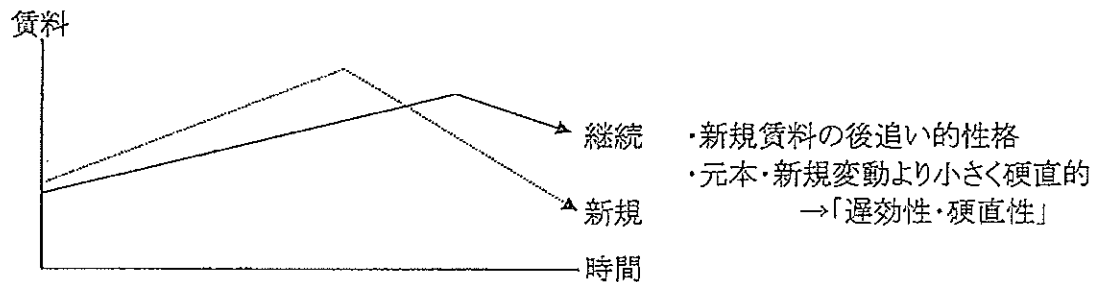 賃料
継続
・新規賃料の後追い的性格
・元本・新規変動より小さく硬直的
新規
→「遅効性・硬直性」
時間